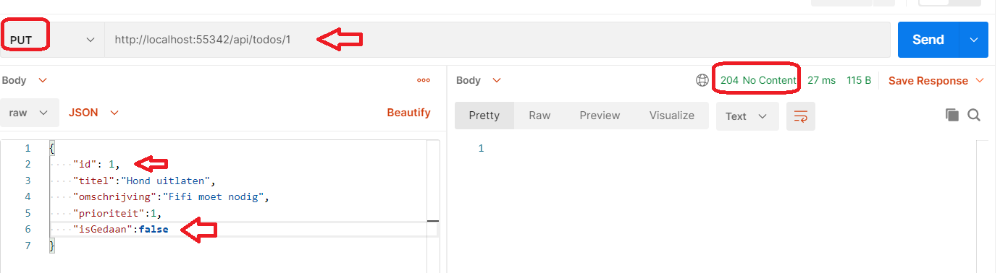 PUT http://localhost:55342/api/todos/1 Send
Body
raw JSON Beautify
1 {
2 "id": 1,
3 "titel":"Hond uitlaten",
4 "omschrijving":"Fifi moet nodig",
5 "prioriteit":1,
6 "isGedaan":false
7 }
Body 204 No Content 27 ms 115 B Save Response
Pretty Raw Preview Visualize Text
1